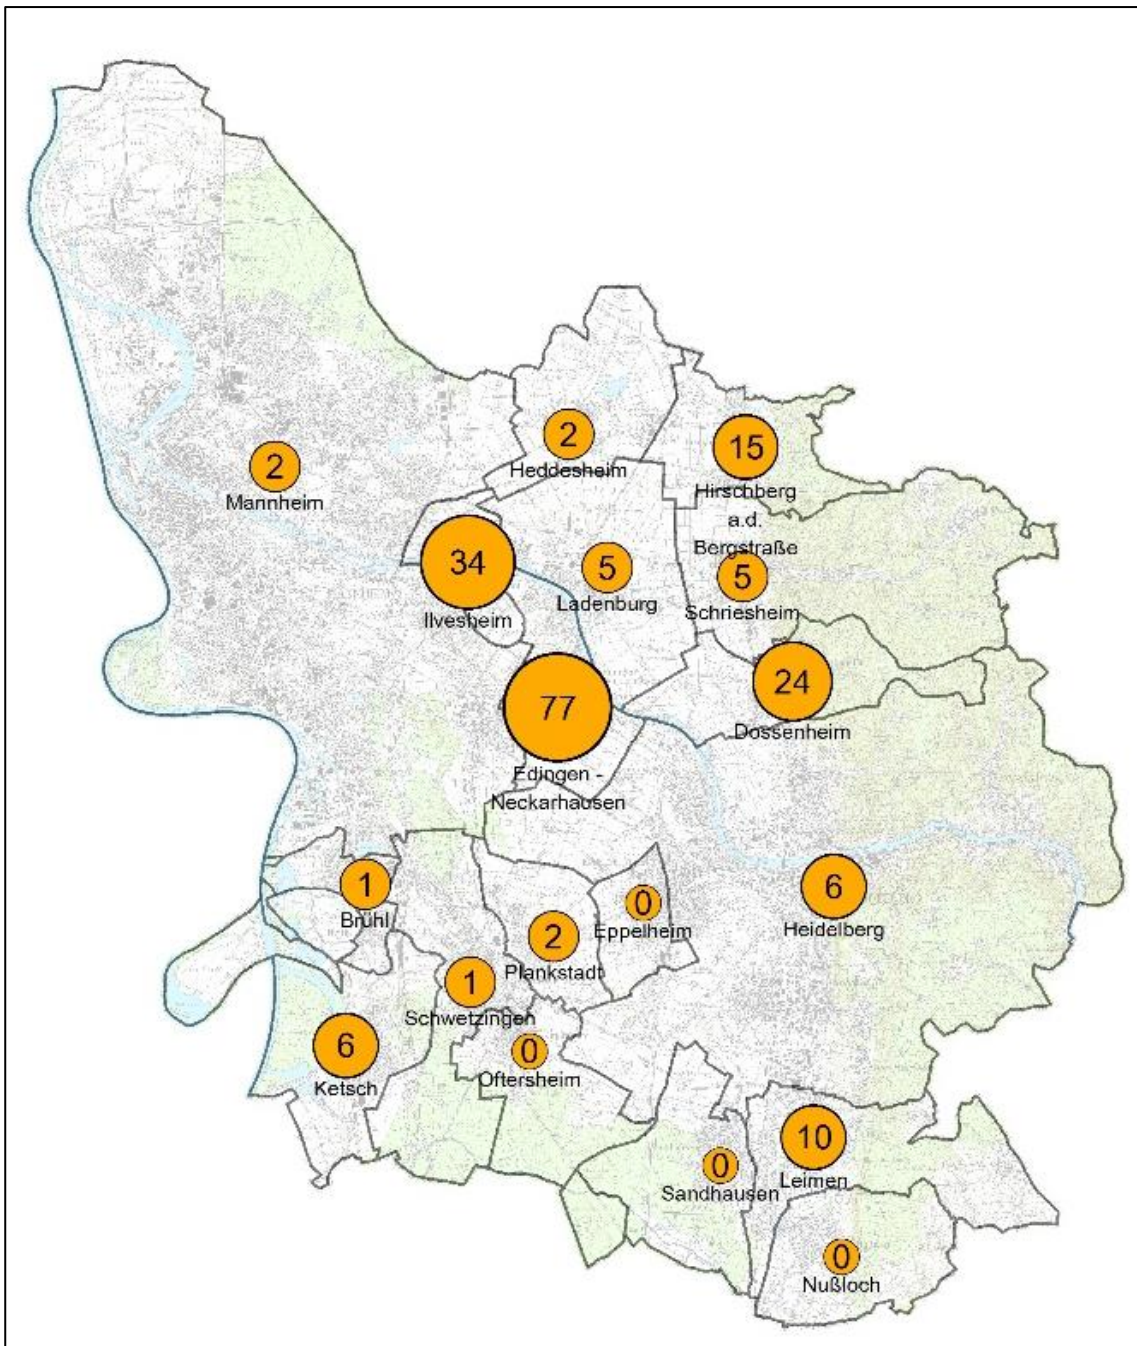 2
Heddesheim
15
Hirschberg
a.d.
Bergstraße
2
Mannheim
34
Ilvesheim
5
Ladenburg
5
Schriesheim
24
Dossenheim
77
Edingen -
Neckarhausen
1
Brühl
0
Eppelheim
6
Heidelberg
2
Plankstadt
1
Schwetzingen
6
Ketsch
0
Oftersheim
10
Leimen
0
Sandhausen
0
Nußloch